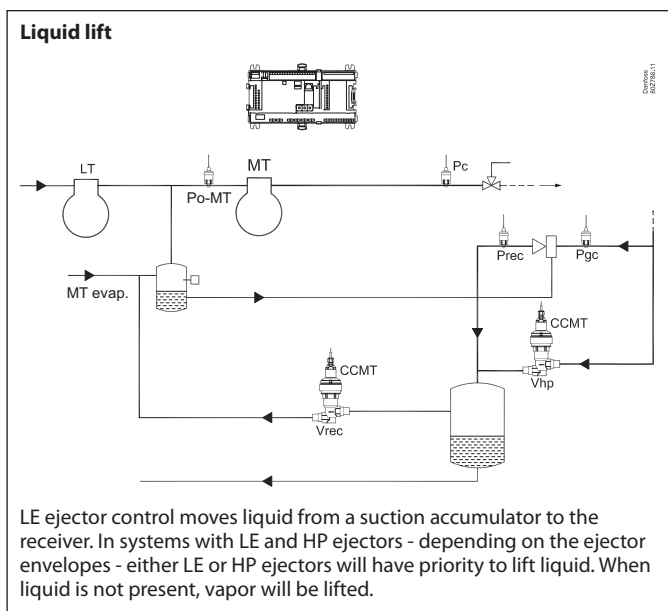 Liquid lift
Danfoss
80Z786.11
LT
Po-MT
MT
Pc
MT evap.
Prec
Pgc
CCMT
Vhp
CCMT
Vrec
LE ejector control moves liquid from a suction accumulator to the
receiver. In systems with LE and HP ejectors - depending on the ejector
envelopes - either LE or HP ejectors will have priority to lift liquid. When
liquid is not present, vapor will be lifted.